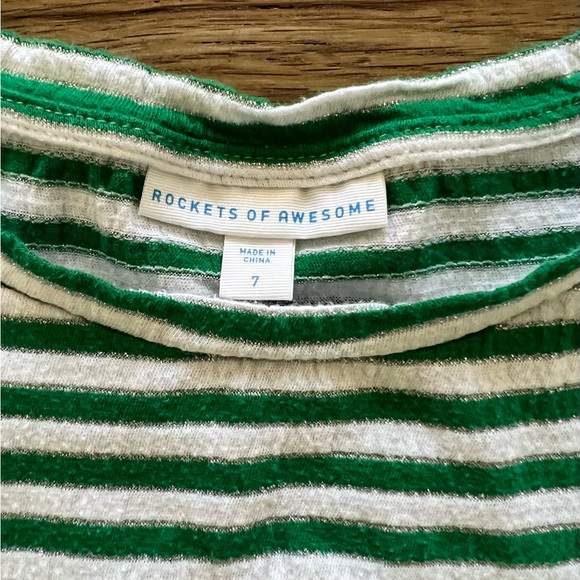 ROCKETS OF AWESOME
MADE IN
CHINA
7